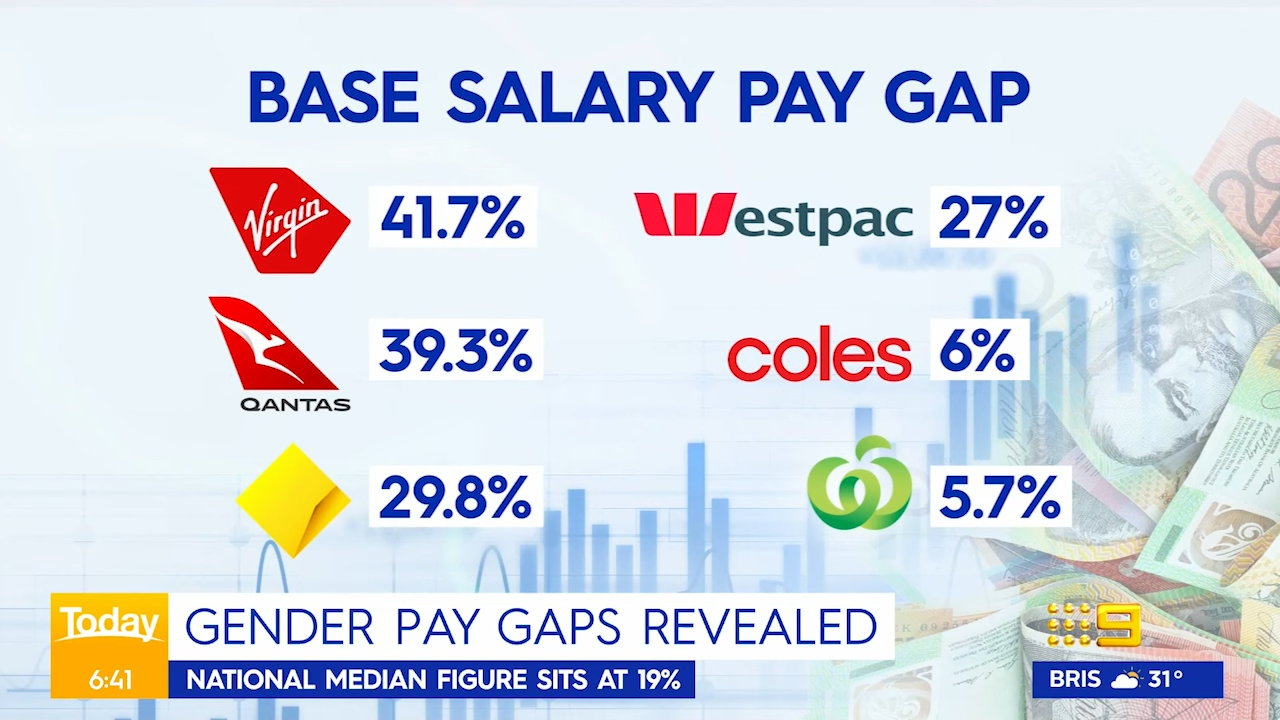 BASE SALARY PAY GAP
Virgin
41.7%
Westpac
27%
QANTAS
39.3%
coles
6%
29.8%
5.7%
Today
GENDER PAY GAPS REVEALED
9
6:41
NATIONAL MEDIAN FIGURE SITS AT 19%
BRIS
31°